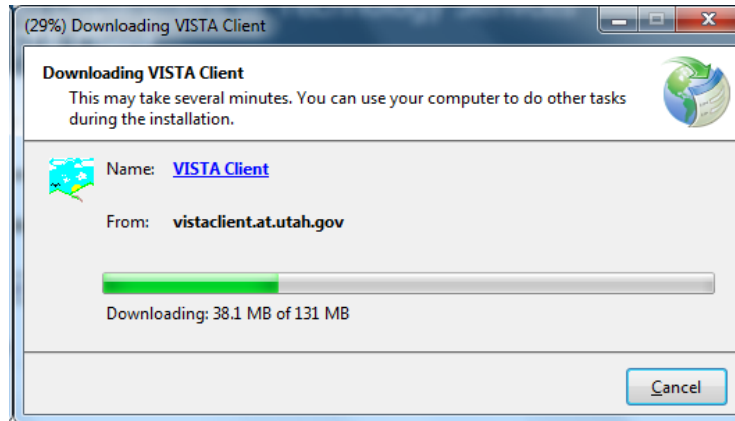 (29%) Downloading VISTA Client
Downloading VISTA Client
This may take several minutes. You can use your computer to do other tasks
during the installation.
Name: VISTA Client
From: vistaclient.at.utah.gov
Downloading: 38.1 MB of 131 MB
Cancel